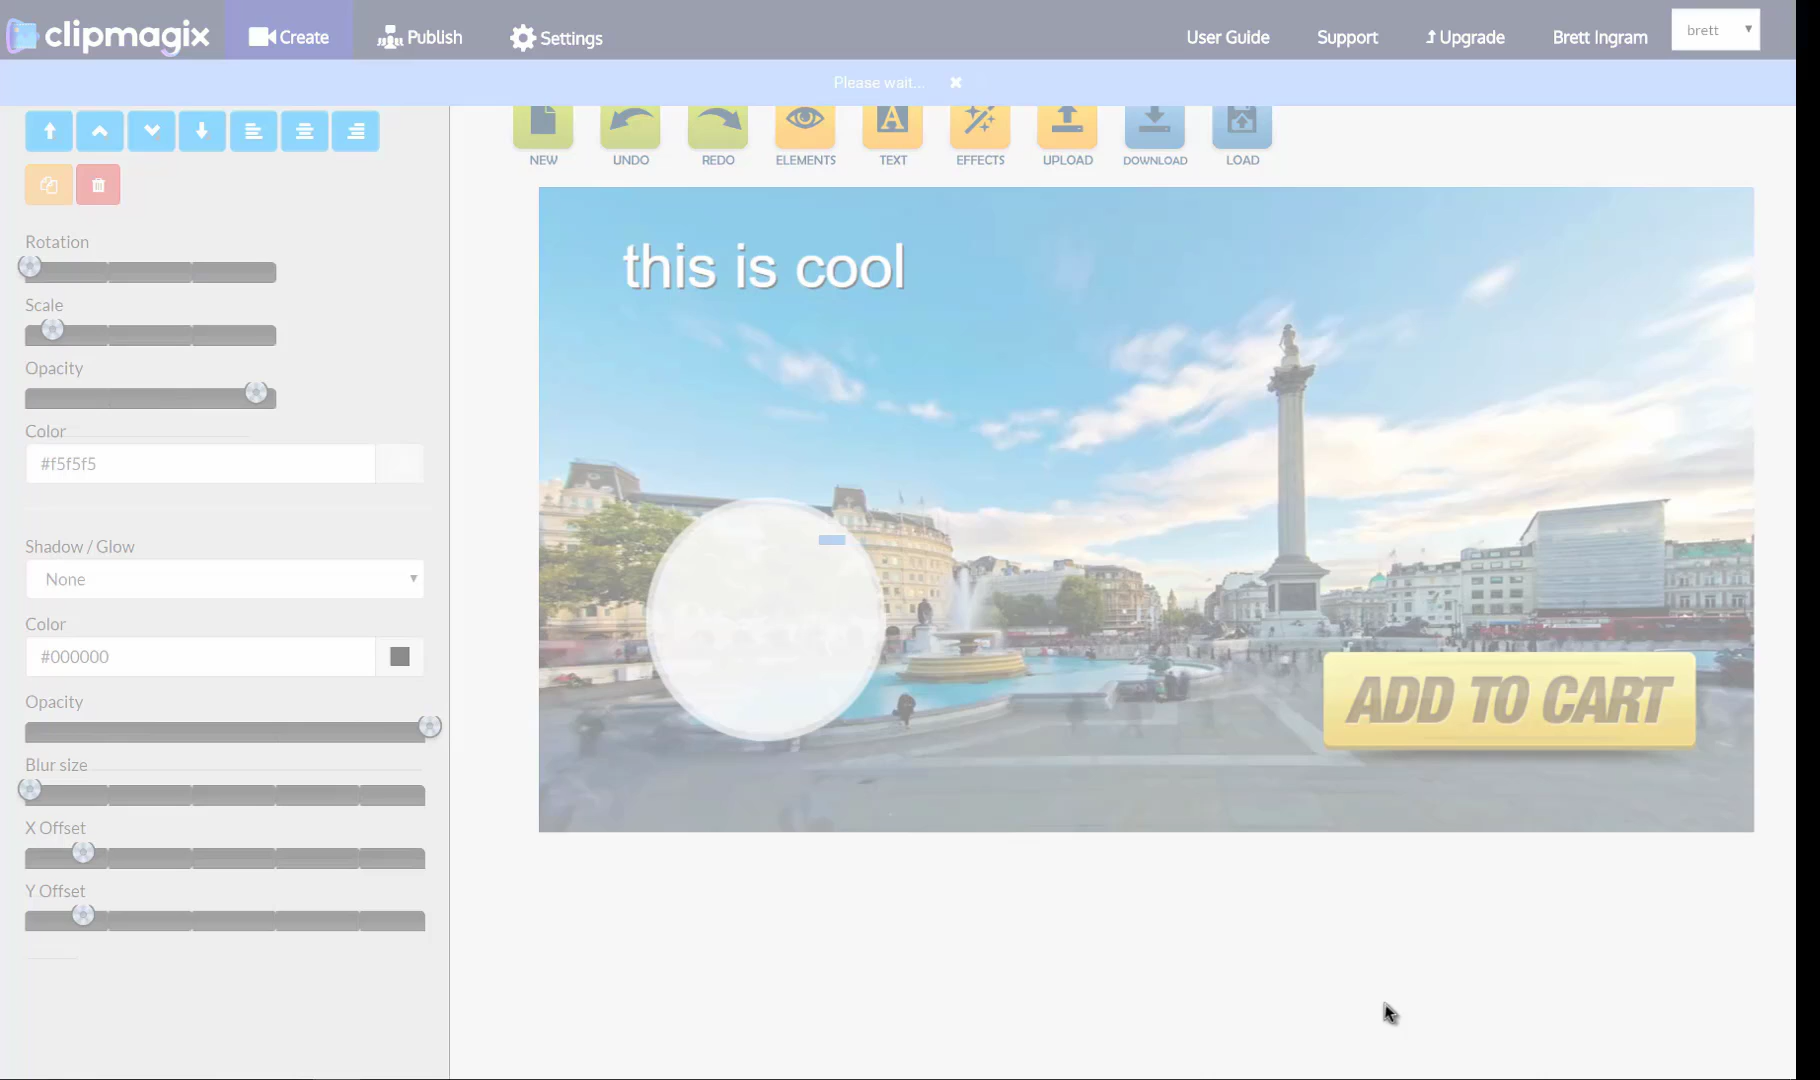 clipmagix
Create
Publish
Settings
User Guide
Support
Upgrade
Brett Ingram
brett
Please wait...
NEW
UNDO
REDO
ELEMENTS
TEXT
EFFECTS
UPLOAD
DOWNLOAD
LOAD
Rotation
Scale
Opacity
Color
#f5f5f5
Shadow / Glow
None
Color
#000000
Opacity
Blur size
X Offset
Y Offset
this is cool
ADD TO CART